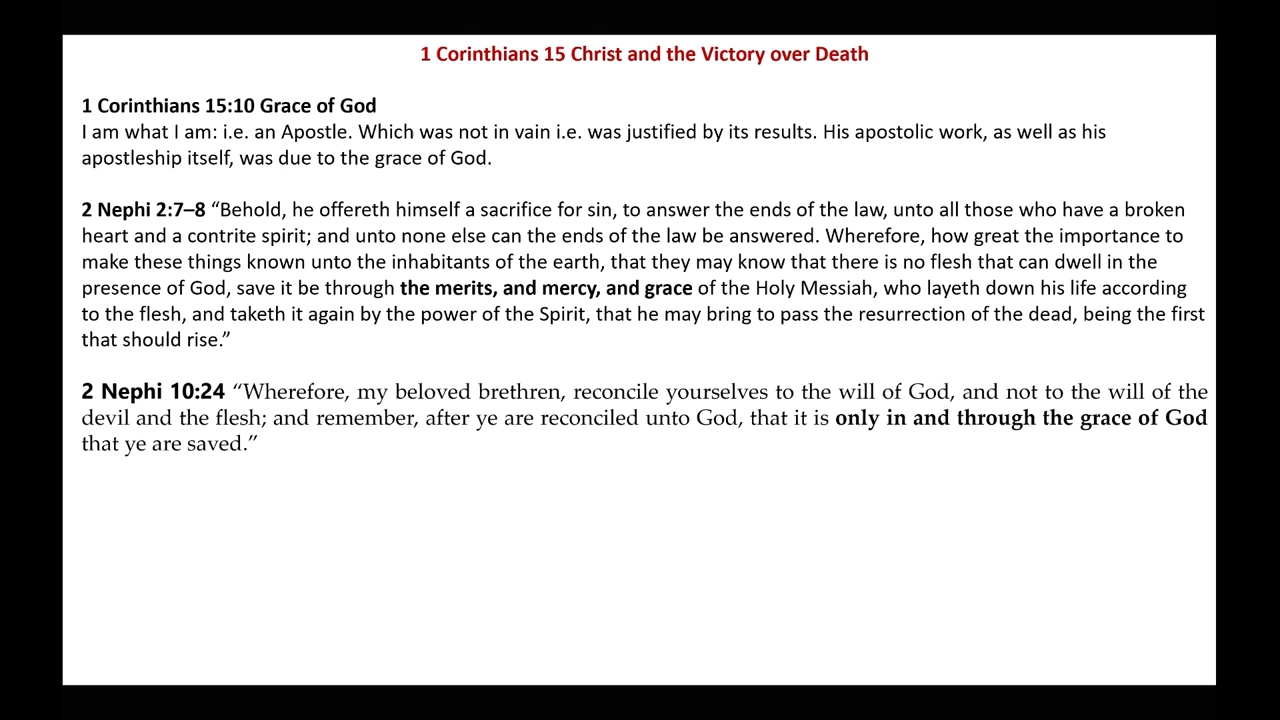 1 Corinthians 15 Christ and the Victory over Death
1 Corinthians 15:10 Grace of God
I am what I am: i.e. an Apostle. Which was not in vain i.e. was justified by its results. His apostolic work, as well as his
apostleship itself, was due to the grace of God.
2 Nephi 2:7–8 “Behold, he offereth himself a sacrifice for sin, to answer the ends of the law, unto all those who have a broken
heart and a contrite spirit; and unto none else can the ends of the law be answered. Wherefore, how great the importance to
make these things known unto the inhabitants of the earth, that they may know that there is no flesh that can dwell in the
presence of God, save it be through the merits, and mercy, and grace of the Holy Messiah, who layeth down his life according
to the flesh, and taketh it again by the power of the Spirit, that he may bring to pass the resurrection of the dead, being the first
that should rise.”
2 Nephi 10:24 “Wherefore, my beloved brethren, reconcile yourselves to the will of God, and not to the will of the
devil and the flesh; and remember, after ye are reconciled unto God, that it is only in and through the grace of God
that ye are saved.”